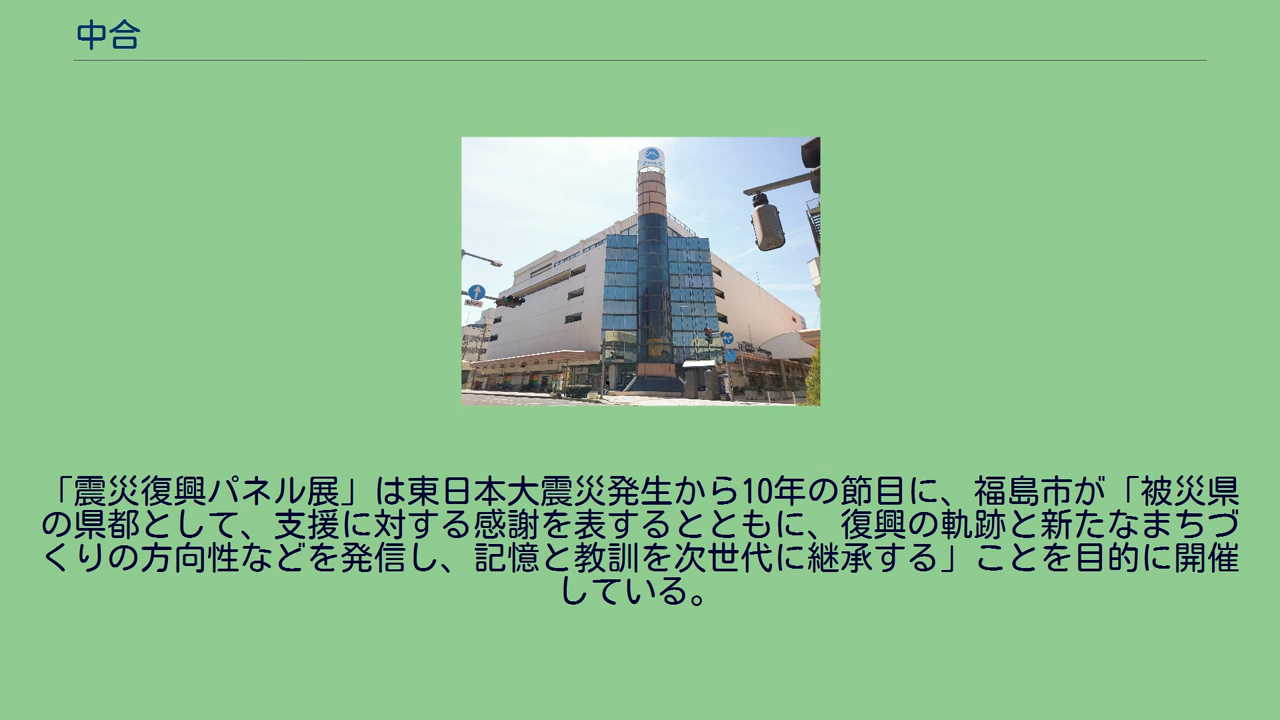 中合
「震災復興パネル展」は東日本大震災発生から10年の節目に、福島市が「被災県
の県都として、支援に対する感謝を表するとともに、復興の軌跡と新たなまちづ
くりの方向性などを発信し、記憶と教訓を次世代に継承する」ことを目的に開催
している。